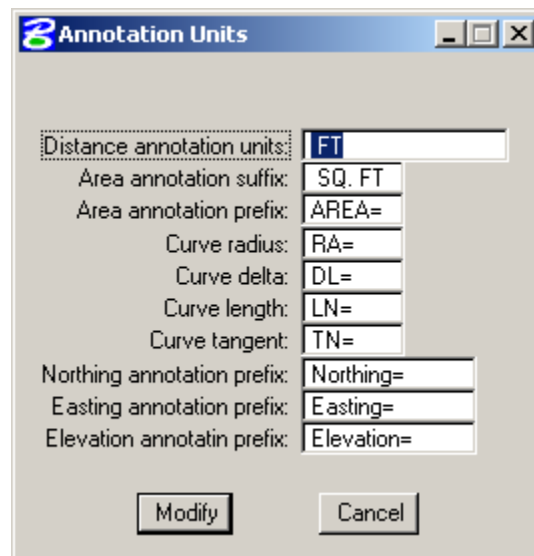 Annotation Units
Distance annotation units: FT
Area annotation suffix: SQ. FT
Area annotation prefix: AREA=
Curve radius: RA=
Curve delta: DL=
Curve length: LN=
Curve tangent: TN=
Northing annotation prefix: Northing=
Easting annotation prefix: Easting=
Elevation annotatin prefix: Elevation=
Modify Cancel